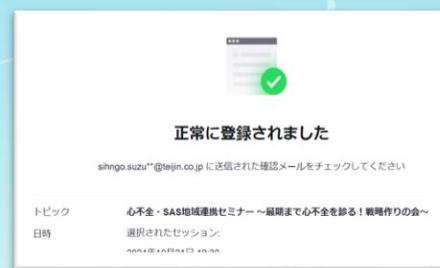 正常に登録されました
sihngo.suzu**@teijin.co.jp に送信された確認メールをチェックしてください
トピック 心不全・SAS地域連携セミナー ～最期まで心不全を診る！戦略作りの会～
日時 選択されたセッション: